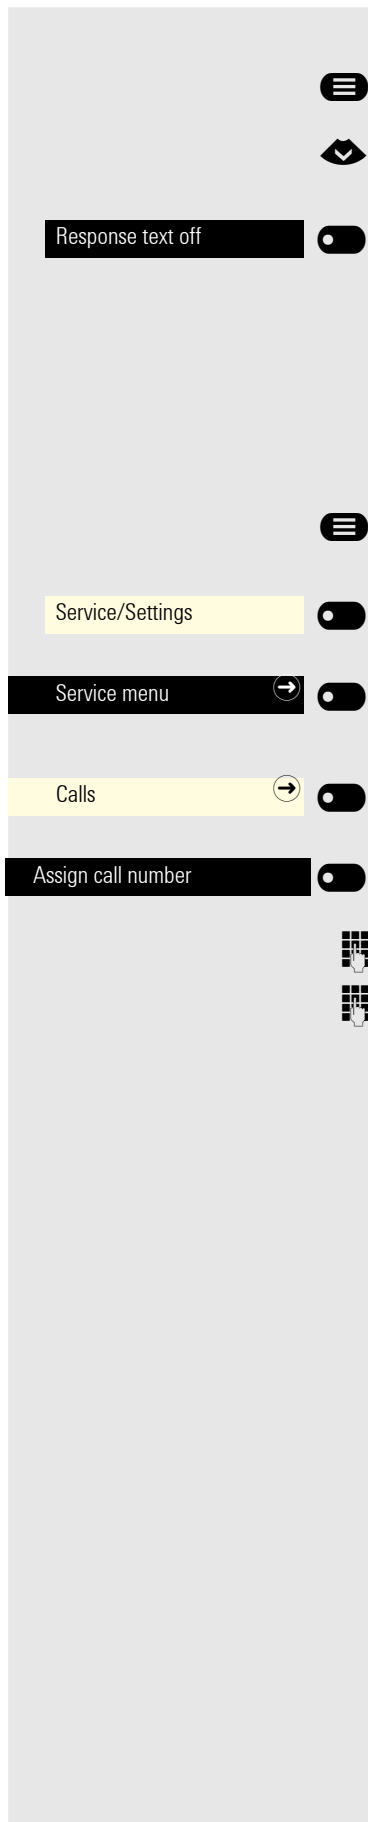 Response text off
Service/Settings
Service menu
Calls
Assign call number